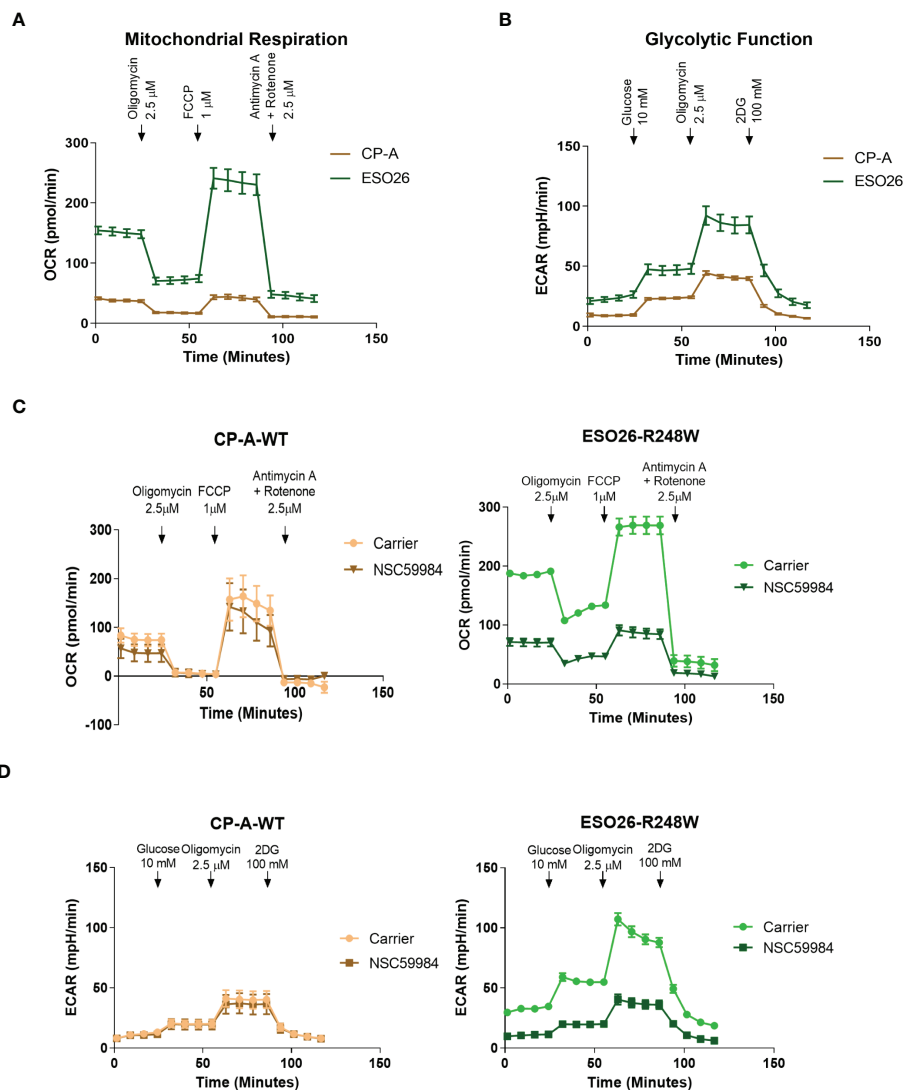 A
Mitochondrial Respiration
Oligomycin
2.5 µM
FCCP
1 µM
Antimycin A
+ Rotenone
2.5 µM
300
200
100
0
OCR (pmol/min)
0 50 100 150
Time (Minutes)
CP-A
ESO26
B
Glycolytic Function
Glucose
10 mM
Oligomycin
2.5 µM
2DG
100 mM
150
100
50
0
ECAR (mpH/min)
0 50 100 150
Time (Minutes)
CP-A
ESO26
C
CP-A-WT
Oligomycin
2.5µM
FCCP
1µM
Antimycin A
+ Rotenone
2.5µM
300
200
100
0
-100
OCR (pmol/min)
50 100 150
Time (Minutes)
Carrier
NSC59984
ESO26-R248W
Oligomycin
2.5µM
FCCP
1µM
Antimycin A
+ Rotenone
2.5µM
300
200
100
0
OCR (pmol/min)
0 50 100 150
Time (Minutes)
Carrier
NSC59984
D
CP-A-WT
Glucose
10 mM
Oligomycin
2.5 µM
2DG
100 mM
150
100
50
0
ECAR (mpH/min)
0 50 100 150
Time (Minutes)
Carrier
NSC59984
ESO26-R248W
Glucose
10 mM
Oligomycin
2.5 µM
2DG
100 mM
150
100
50
0
ECAR (mpH/min)
0 50 100 150
Time (Minutes)
Carrier
NSC59984